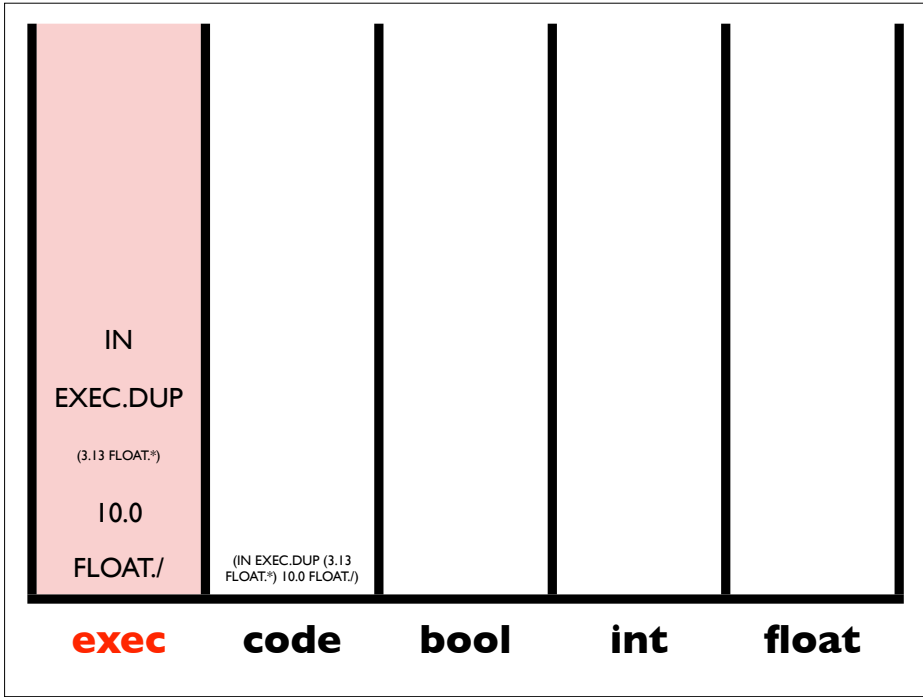 IN
EXEC.DUP
(3.13 FLOAT.*)
10.0
FLOAT./
(IN EXEC.DUP (3.13
FLOAT.*) 10.0 FLOAT./)
exec code bool int float